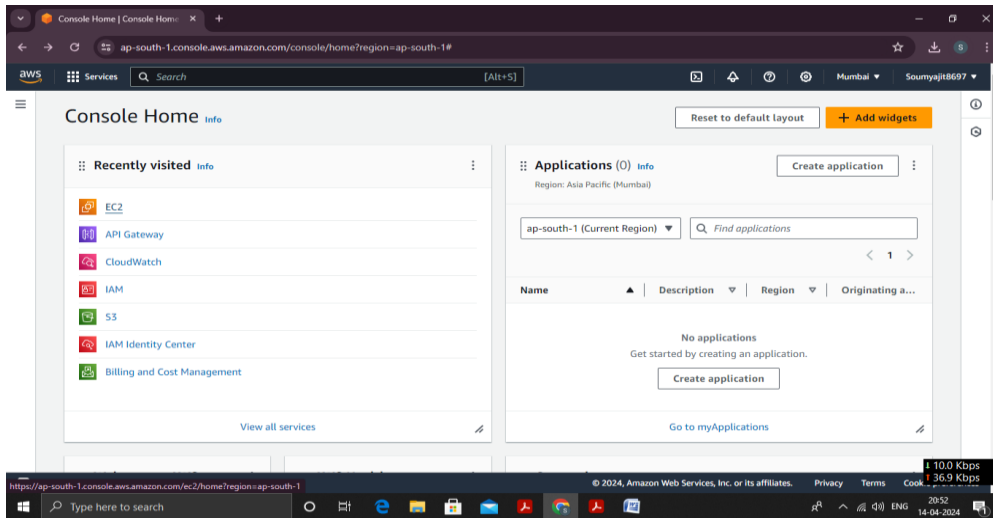 Console Home | Console Home
ap-south-1.console.aws.amazon.com/console/home?region=ap-south-1#
S
aws Services Search [Alt+S] Mumbai Soumyajit8697
Console Home Info
Reset to default layout
+ Add widgets
Recently visited Info
EC2
API Gateway
CloudWatch
IAM
S3
IAM Identity Center
Billing and Cost Management
View all services
Applications (0) Info
Create application
Region: Asia Pacific (Mumbai)
ap-south-1 (Current Region)
Find applications
1
Name Description Region Originating a...
No applications
Get started by creating an application.
Create application
Go to myApplications
https://ap-south-1.console.aws.amazon.com/ec2/home?region=ap-south-1
© 2024, Amazon Web Services, Inc. or its affiliates. Privacy Terms
10.0 Kbps
36.9 Kbps
Type here to search
ENG
20:52
14-04-2024